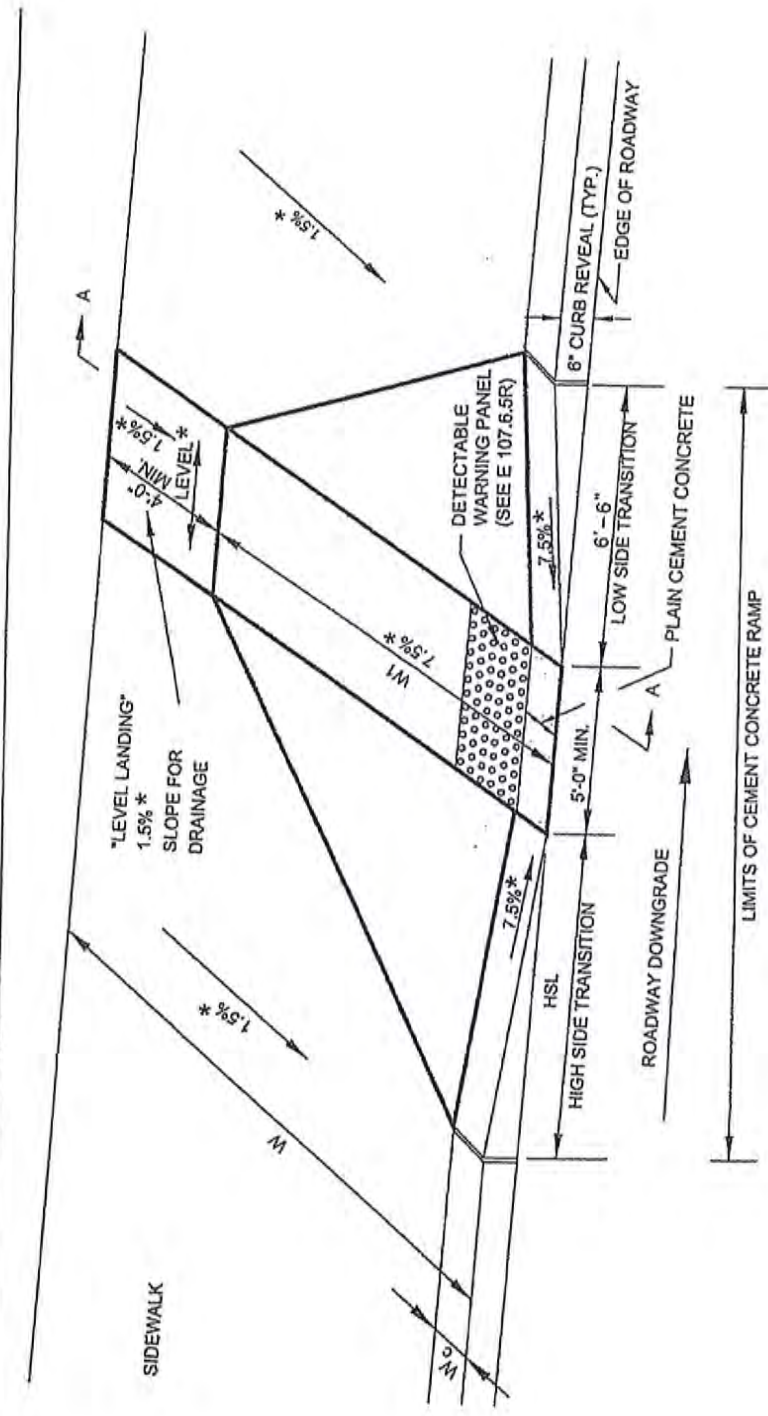 SIDEWALK
W
Wc
1.5% *
"LEVEL LANDING"
1.5% *
SLOPE FOR
DRAINAGE
4'-0"
MIN.
1.5% *
LEVEL
*
A
1.5% *
W1
7.5% *
DETECTABLE
WARNING PANEL
(SEE E 107.6.5R)
7.5% *
7.5% *
HSL
HIGH SIDE TRANSITION
5'-0" MIN.
A
6'-6"
LOW SIDE TRANSITION
6" CURB REVEAL (TYP.)
EDGE OF ROADWAY
PLAIN CEMENT CONCRETE
ROADWAY DOWNGRADE
LIMITS OF CEMENT CONCRETE RAMP